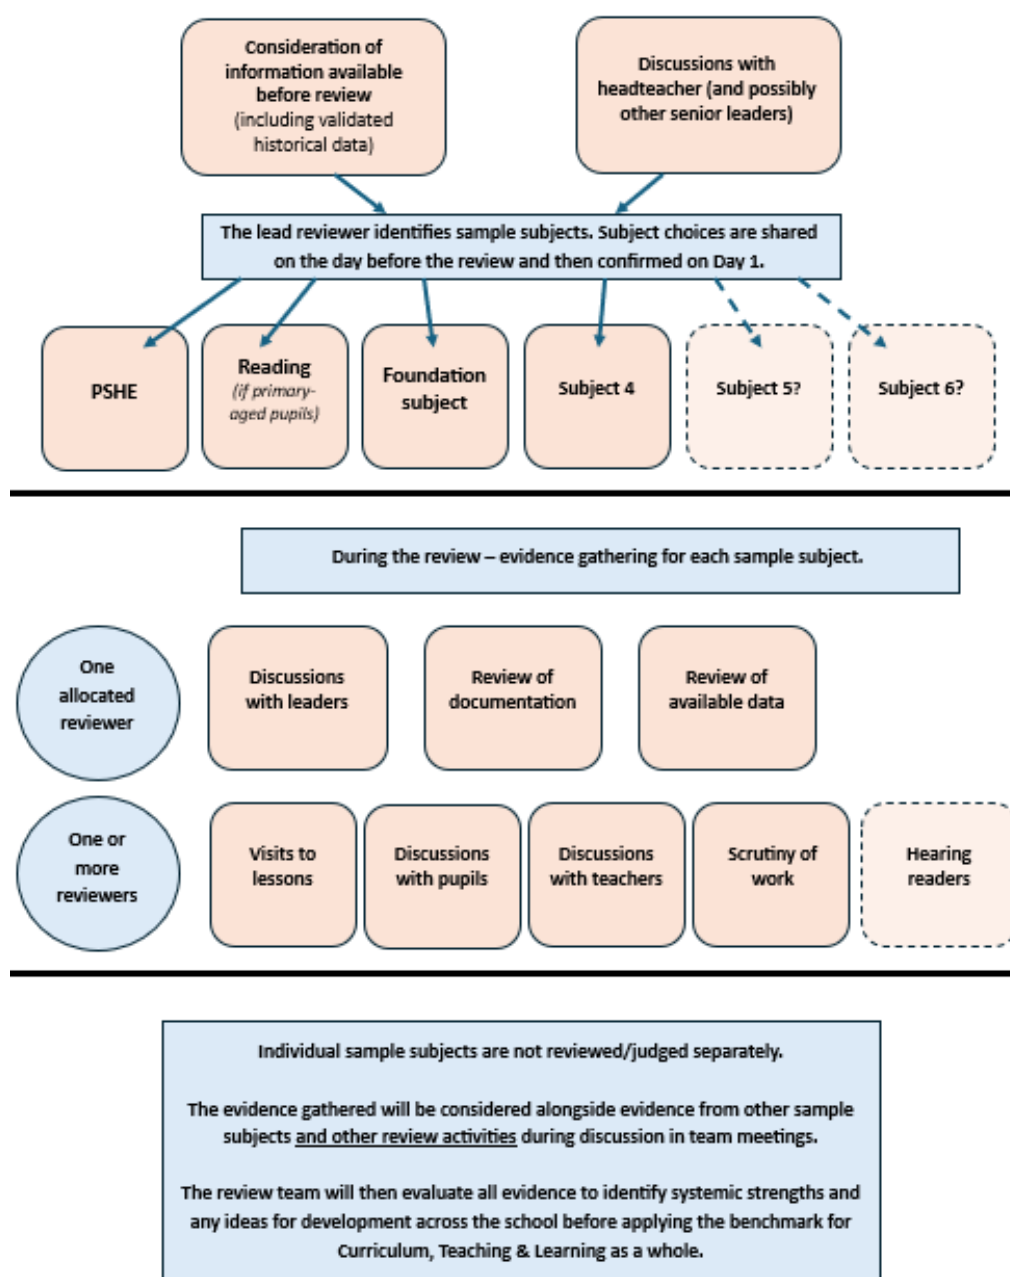 Consideration of
information available
before review
(including validated
historical data)
Discussions with
headteacher (and possibly
other senior leaders)
The lead reviewer identifies sample subjects. Subject choices are shared
on the day before the review and then confirmed on Day 1.
PSHE
Reading
(if primary-
aged pupils)
Foundation
subject
Subject 4
Subject 5?
Subject 6?
During the review – evidence gathering for each sample subject.
One
allocated
reviewer
Discussions
with leaders
Review of
documentation
Review of
available data
One or
more
reviewers
Visits to
lessons
Discussions
with pupils
Discussions
with teachers
Scrutiny of
work
Hearing
readers
Individual sample subjects are not reviewed/judged separately.
The evidence gathered will be considered alongside evidence from other sample
subjects and other review activities during discussion in team meetings.
The review team will then evaluate all evidence to identify systemic strengths and
any ideas for development across the school before applying the benchmark for
Curriculum, Teaching & Learning as a whole.